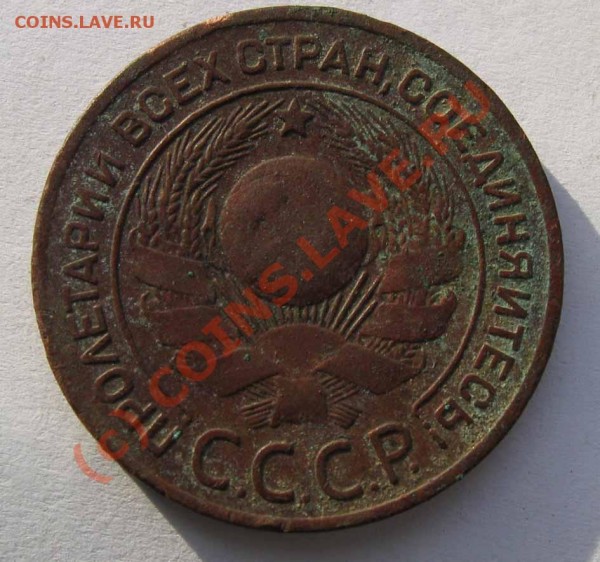 COINS.LAVE.RU
ПРОЛЕТАРИИ ВСЕХ СТРАН, СОЕДИНЯЙТЕСЬ!
С.С.С.Р.
(c) COINS.LAVE.RU